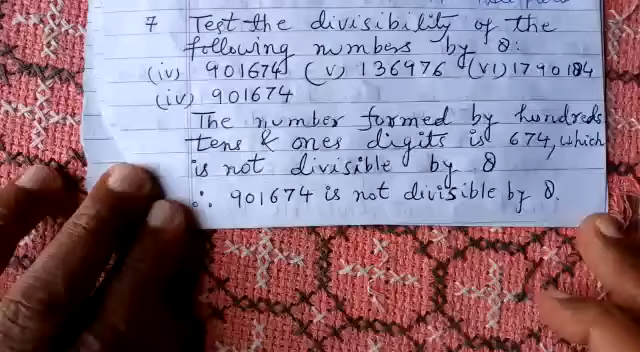 7 Test the divisibility of the
following numbers by 8:
(iv) 901674 (v) 136976 (vi) 1790184
(iv) 901674
The number formed by hundreds
tens & ones digits is 674, which
is not divisible by 8
∴ 901674 is not divisible by 8.